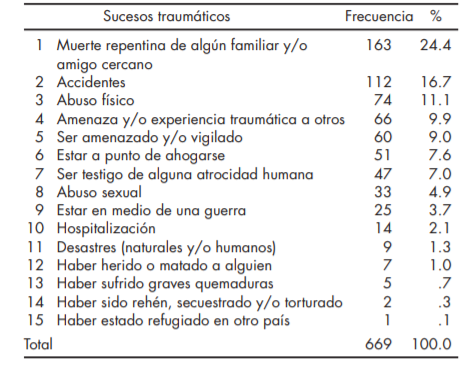 Sucesos traumáticos Frecuencia %
1 Muerte repentina de algún familiar y/o 163 24.4
amigo cercano
2 Accidentes 112 16.7
3 Abuso físico 74 11.1
4 Amenaza y/o experiencia traumática a otros 66 9.9
5 Ser amenazado y/o vigilado 60 9.0
6 Estar a punto de ahogarse 51 7.6
7 Ser testigo de alguna atrocidad humana 47 7.0
8 Abuso sexual 33 4.9
9 Estar en medio de una guerra 25 3.7
10 Hospitalización 14 2.1
11 Desastres (naturales y/o humanos) 9 1.3
12 Haber herido o matado a alguien 7 1.0
13 Haber sufrido graves quemaduras 5 .7
14 Haber sido rehén, secuestrado y/o torturado 2 .3
15 Haber estado refugiado en otro país 1 .1
Total 669 100.0